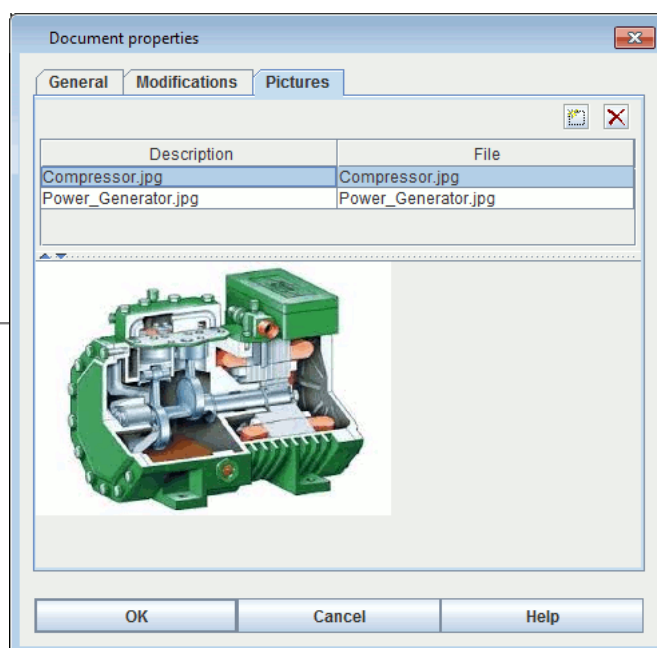 Document properties
General Modifications Pictures
Description File
Compressor.jpg Compressor.jpg
Power_Generator.jpg Power_Generator.jpg
OK Cancel Help